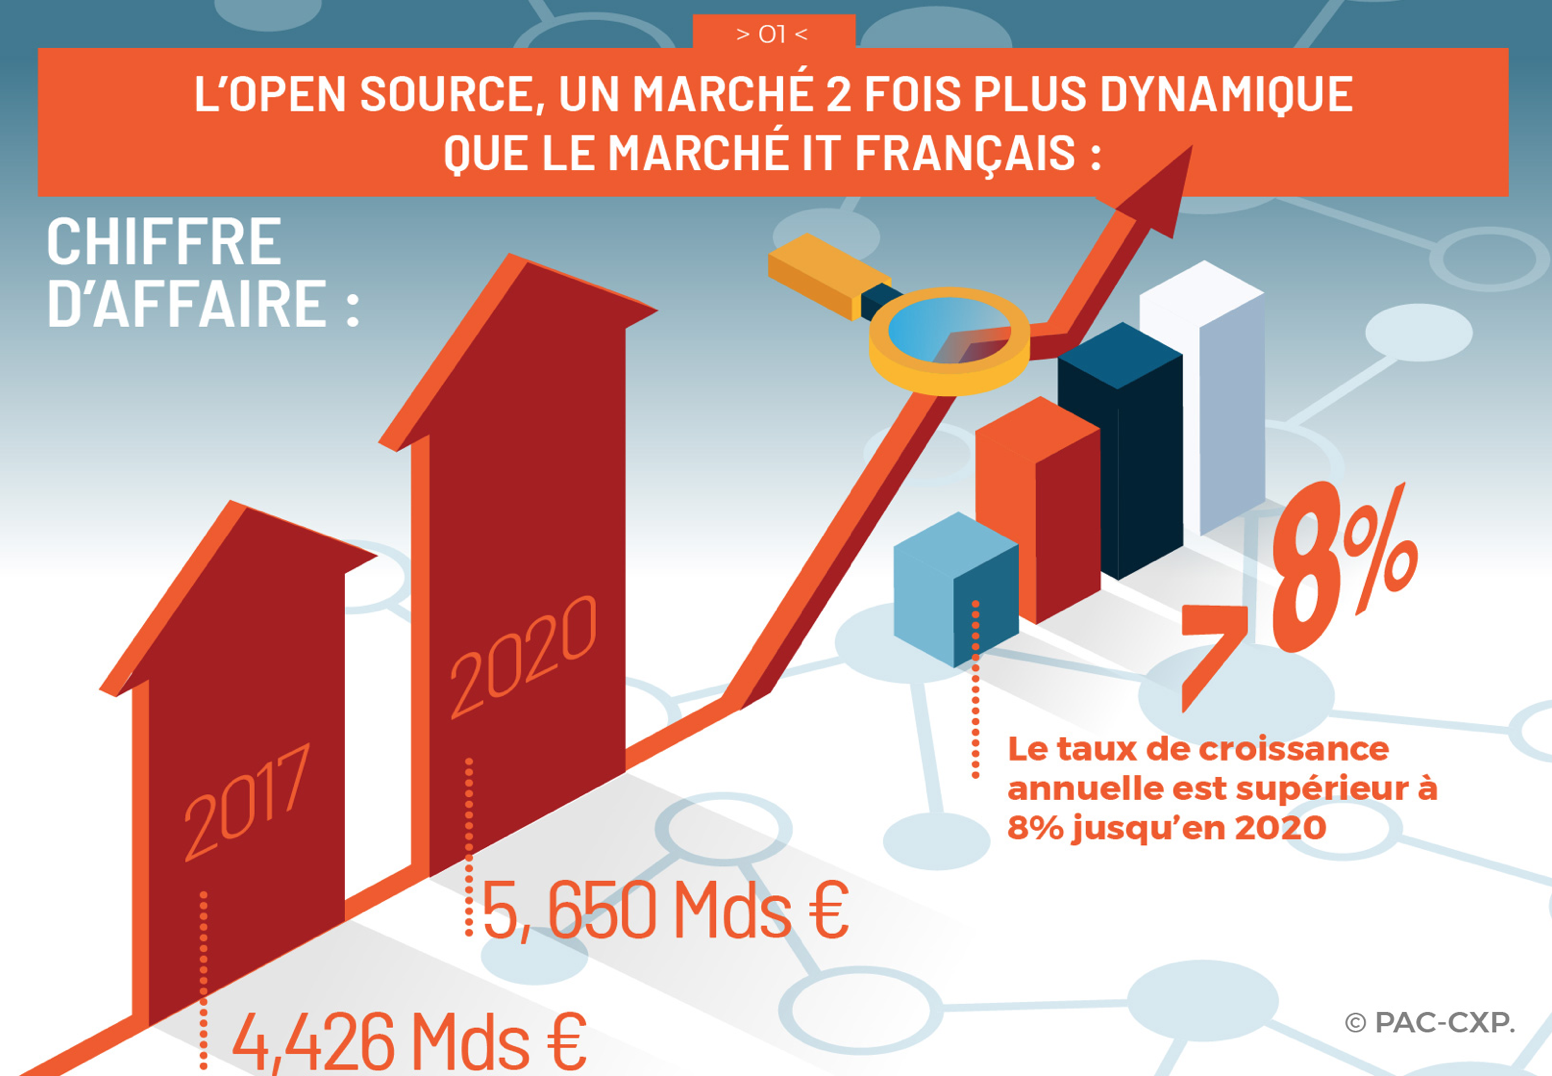 > 01 <
L’OPEN SOURCE, UN MARCHÉ 2 FOIS PLUS DYNAMIQUE
QUE LE MARCHÉ IT FRANÇAIS :
CHIFFRE
D’AFFAIRE :
2017
2020
4,426 Mds €
5, 650 Mds €
> 8%
Le taux de croissance
annuelle est supérieur à
8% jusqu’en 2020
© PAC-CXP.